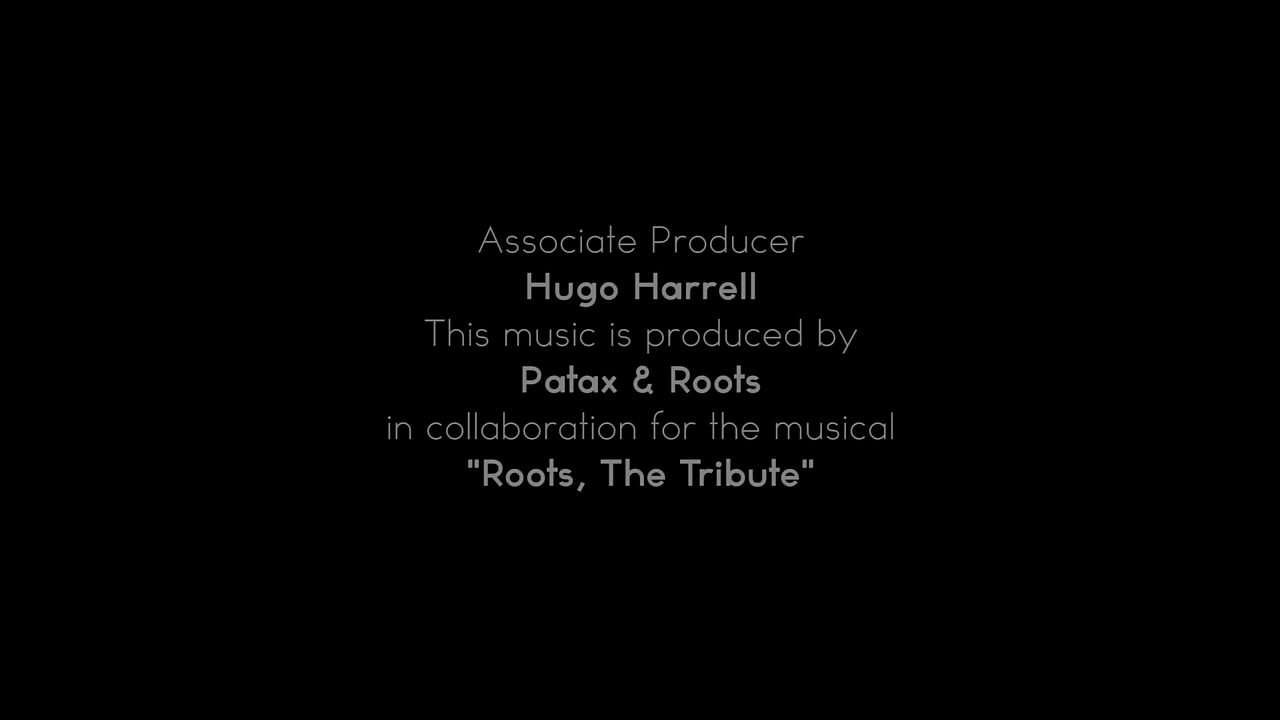 Associate Producer
Hugo Harrell
This music is produced by
Patax & Roots
in collaboration for the musical
"Roots, The Tribute"